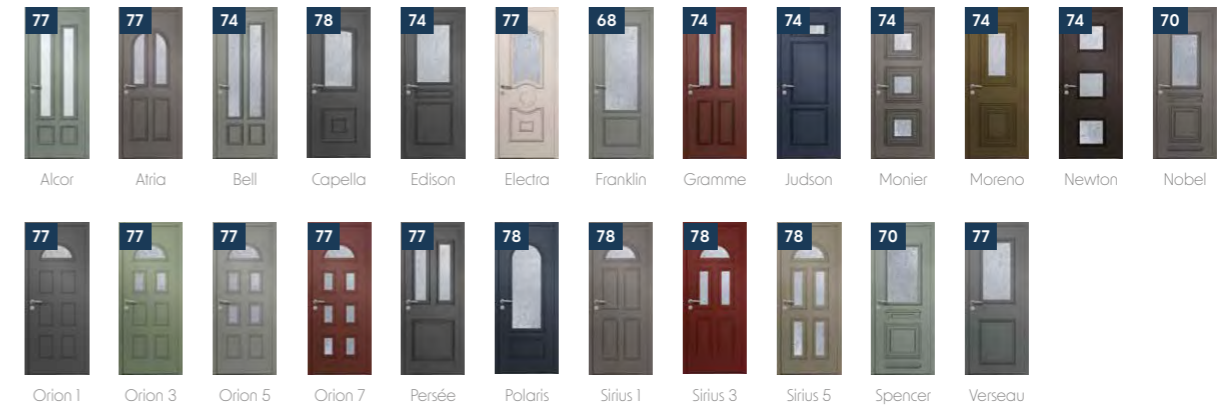 77 77 74 78 74 77 68 74 74 74 74 74 70
Alcor Atria Bell Capella Edison Electra Franklin Gramme Judson Monier Moreno Newton Nobel
77 77 77 77 77 78 78 78 78 70 77
Orion 1 Orion 3 Orion 5 Orion 7 Persée Polaris Sirius 1 Sirius 3 Sirius 5 Spencer Verseau